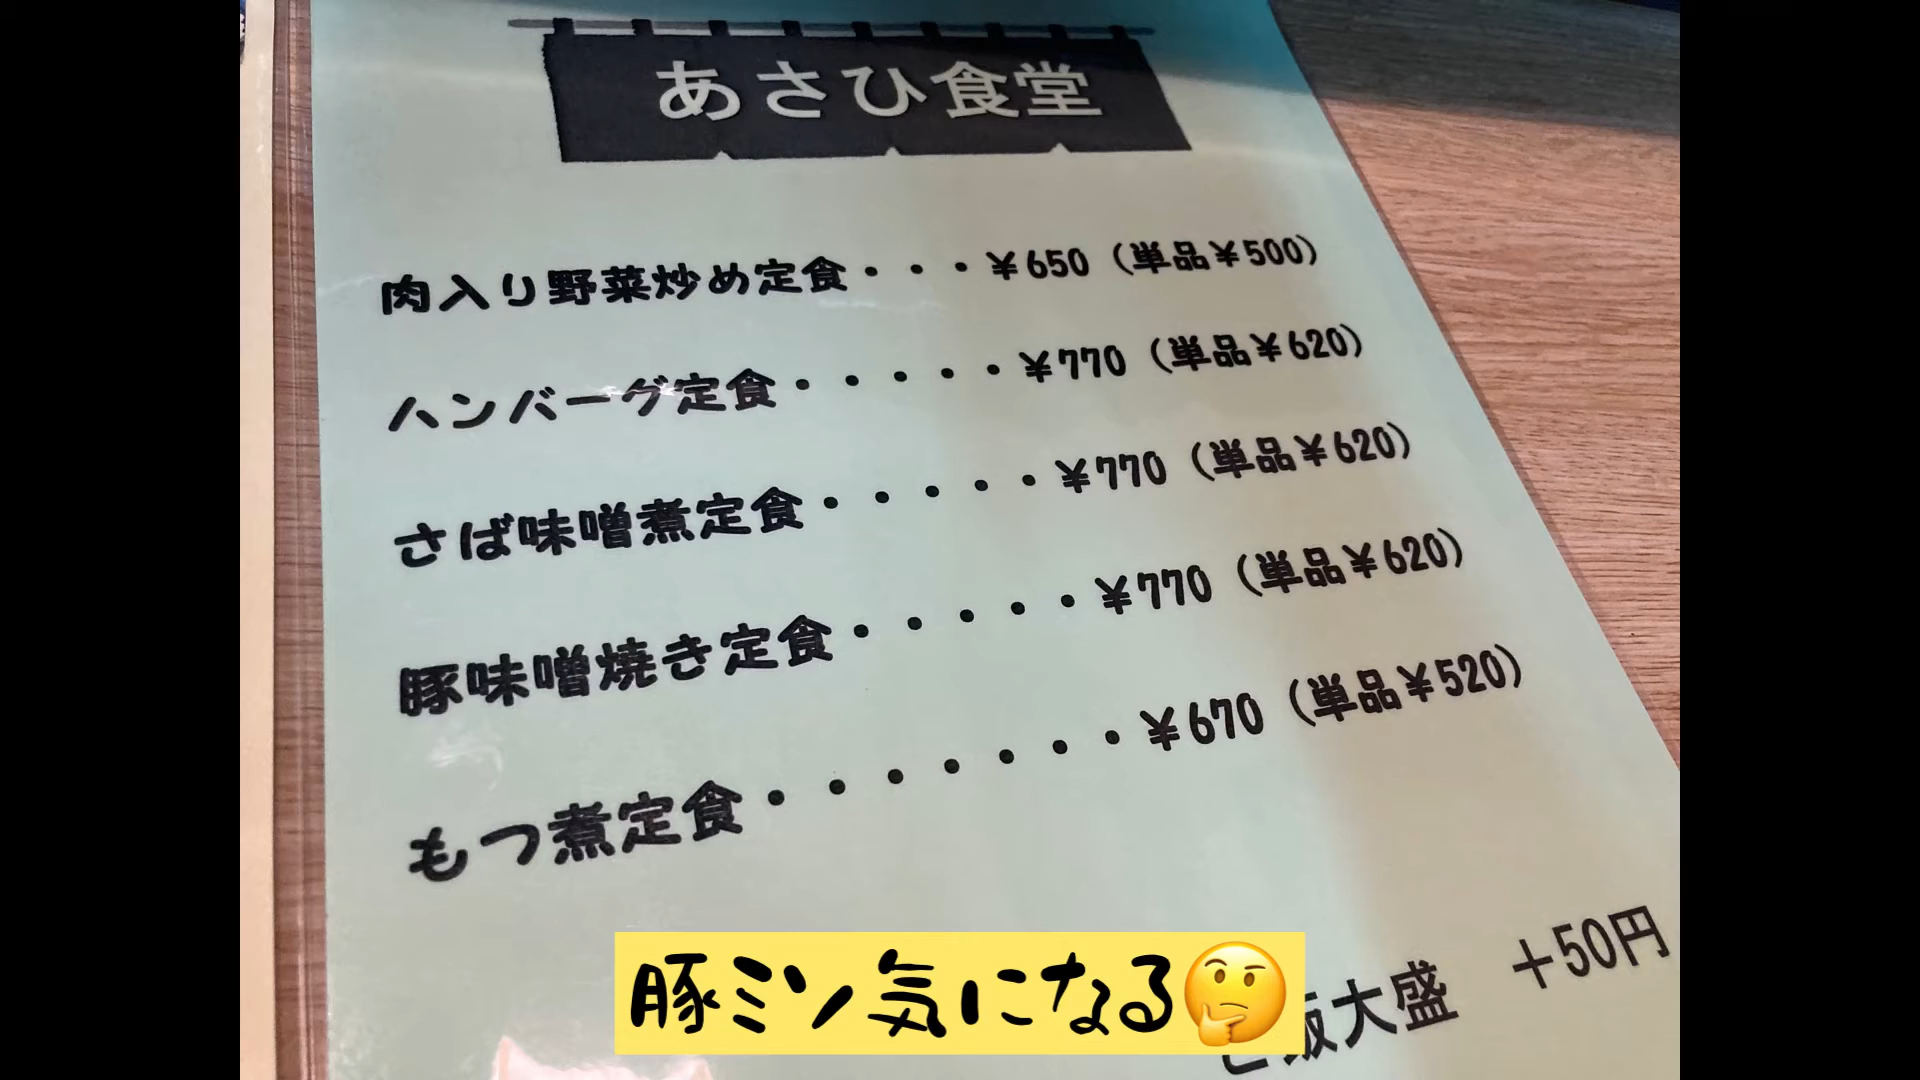 あさひ食堂
肉入り野菜炒め定食・・・¥650（単品¥500）
ハンバーグ定食・・・・・¥770（単品¥620）
さば味噌煮定食・・・・・¥770（単品¥620）
豚味噌焼き定食・・・・・¥770（単品¥620）
もつ煮定食・・・・・・・¥670（単品¥520）
ご飯大盛　+50円
豚ミソ気になる🤔